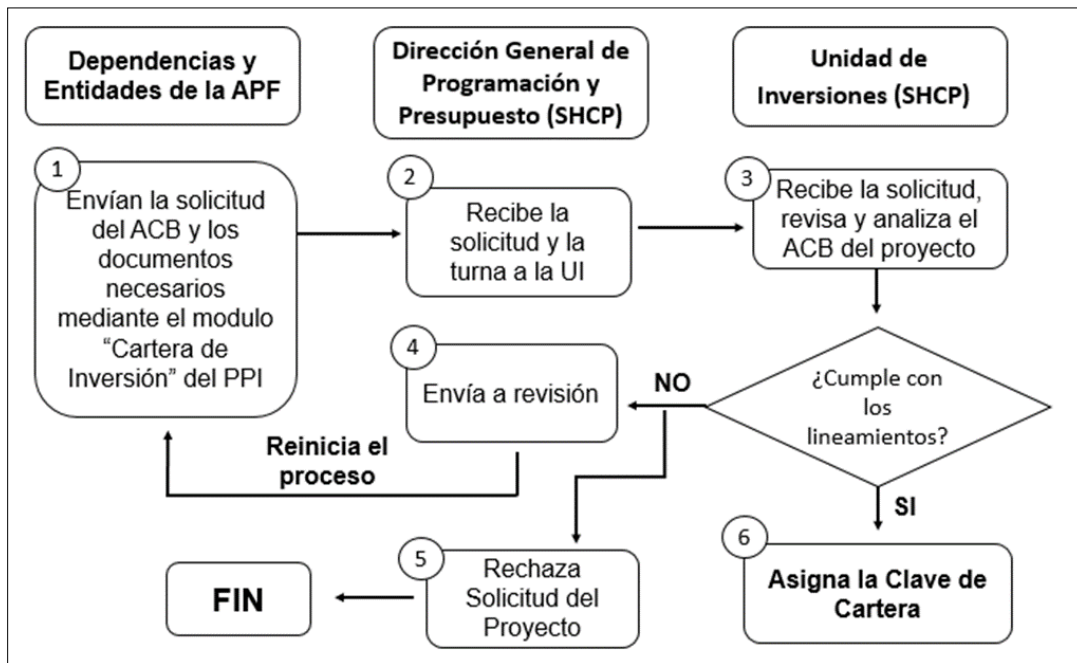 Dependencias y
Entidades de la APF
Dirección General de
Programación y
Presupuesto (SHCP)
Unidad de
Inversiones (SHCP)
1
Envían la solicitud
del ACB y los
documentos
necesarios
mediante el modulo
“Cartera de
Inversión” del PPI
2
Recibe la
solicitud y la
turna a la UI
3
Recibe la solicitud,
revisa y analiza el
ACB del proyecto
4
Envía a revisión
NO
¿Cumple con
los
lineamientos?
Reinicia el
proceso
SI
5
Rechaza
Solicitud del
Proyecto
FIN
6
Asigna la Clave de
Cartera